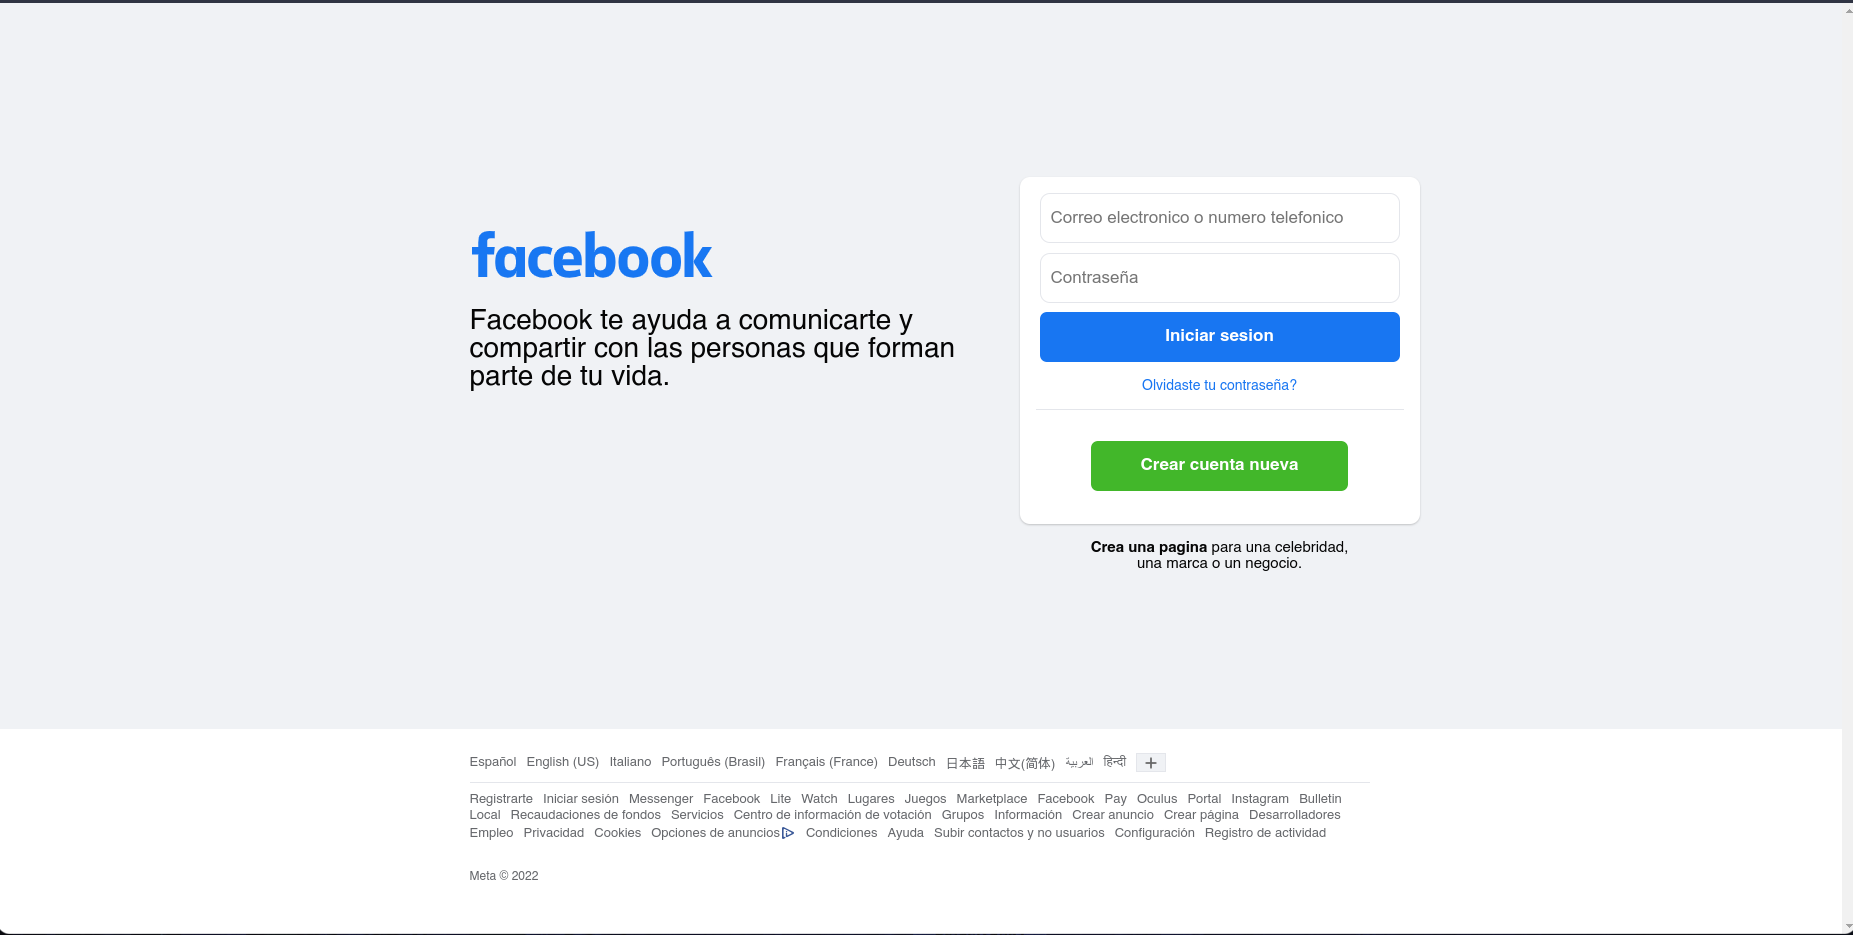 facebook
Facebook te ayuda a comunicarte y
compartir con las personas que forman
parte de tu vida.
Correo electronico o numero telefonico
Contraseña
Iniciar sesion
Olvidaste tu contraseña?
Crear cuenta nueva
Crea una pagina para una celebridad,
una marca o un negocio.
Español English (US) Italiano Português (Brasil) Français (France) Deutsch 日本語 中文(简体) العربية हिन्दी +
Registrarte Iniciar sesión Messenger Facebook Lite Watch Lugares Juegos Marketplace Facebook Pay Oculus Portal Instagram Bulletin
Local Recaudaciones de fondos Servicios Centro de información de votación Grupos Información Crear anuncio Crear página Desarrolladores
Empleo Privacidad Cookies Opciones de anuncios Condiciones Ayuda Subir contactos y no usuarios Configuración Registro de actividad
Meta © 2022